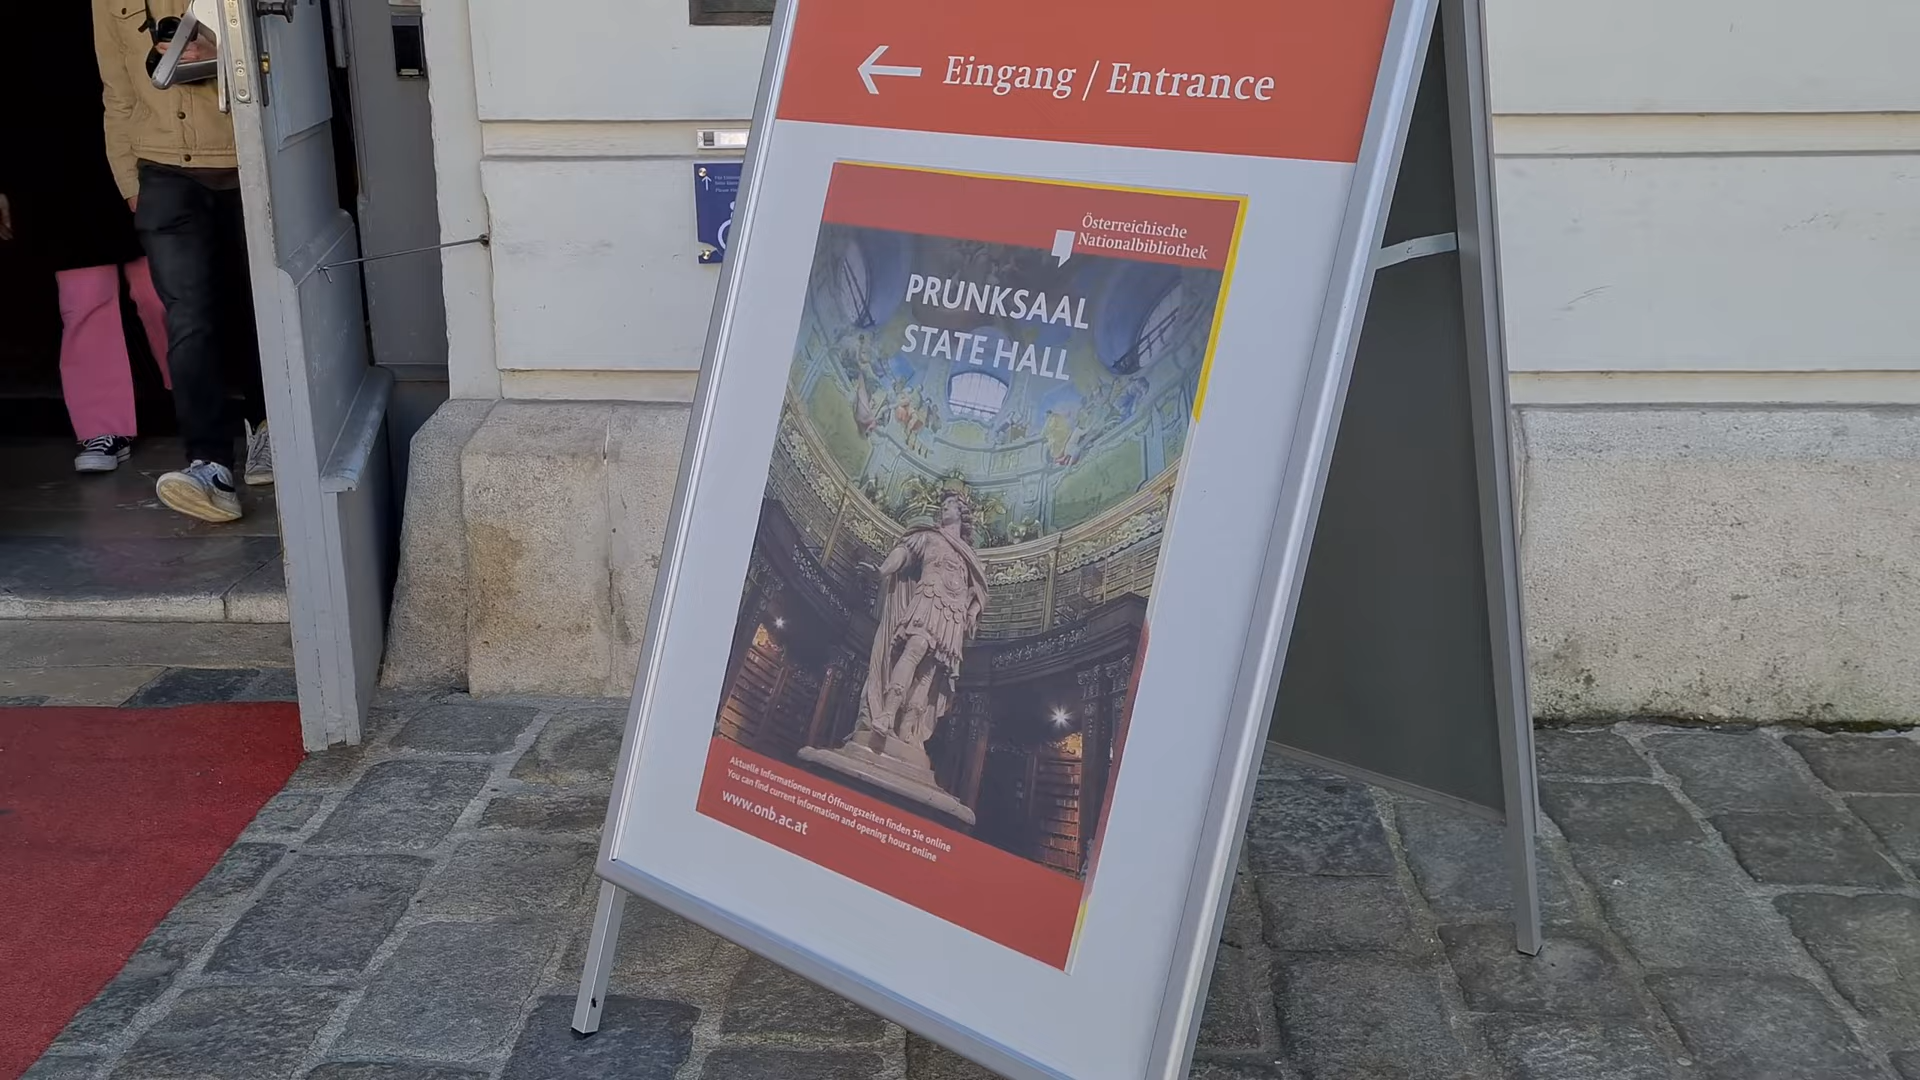 Eingang / Entrance
Österreichische
Nationalbibliothek
PRUNKSAAL
STATE HALL
Aktuelle Informationen und Öffnungszeiten finden Sie online
You can find current information and opening hours online
www.onb.ac.at